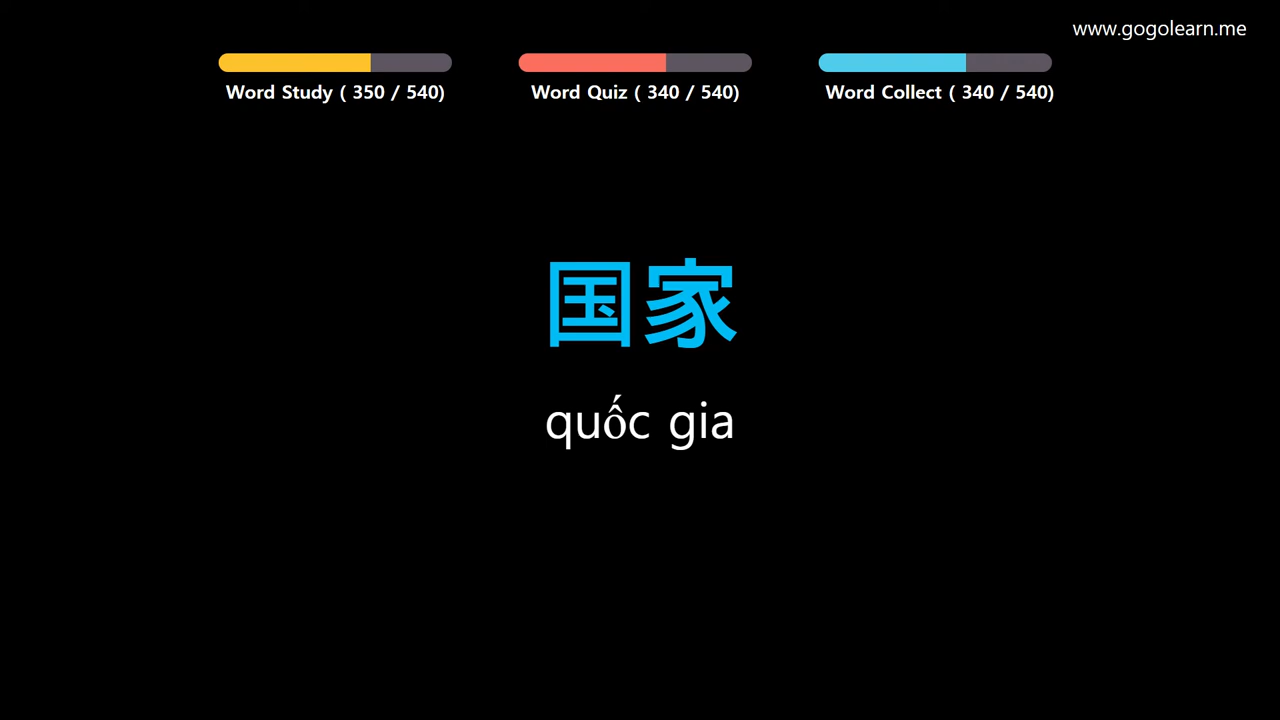 www.gogolearn.me
Word Study ( 350 / 540)
Word Quiz ( 340 / 540)
Word Collect ( 340 / 540)
国家
quốc gia